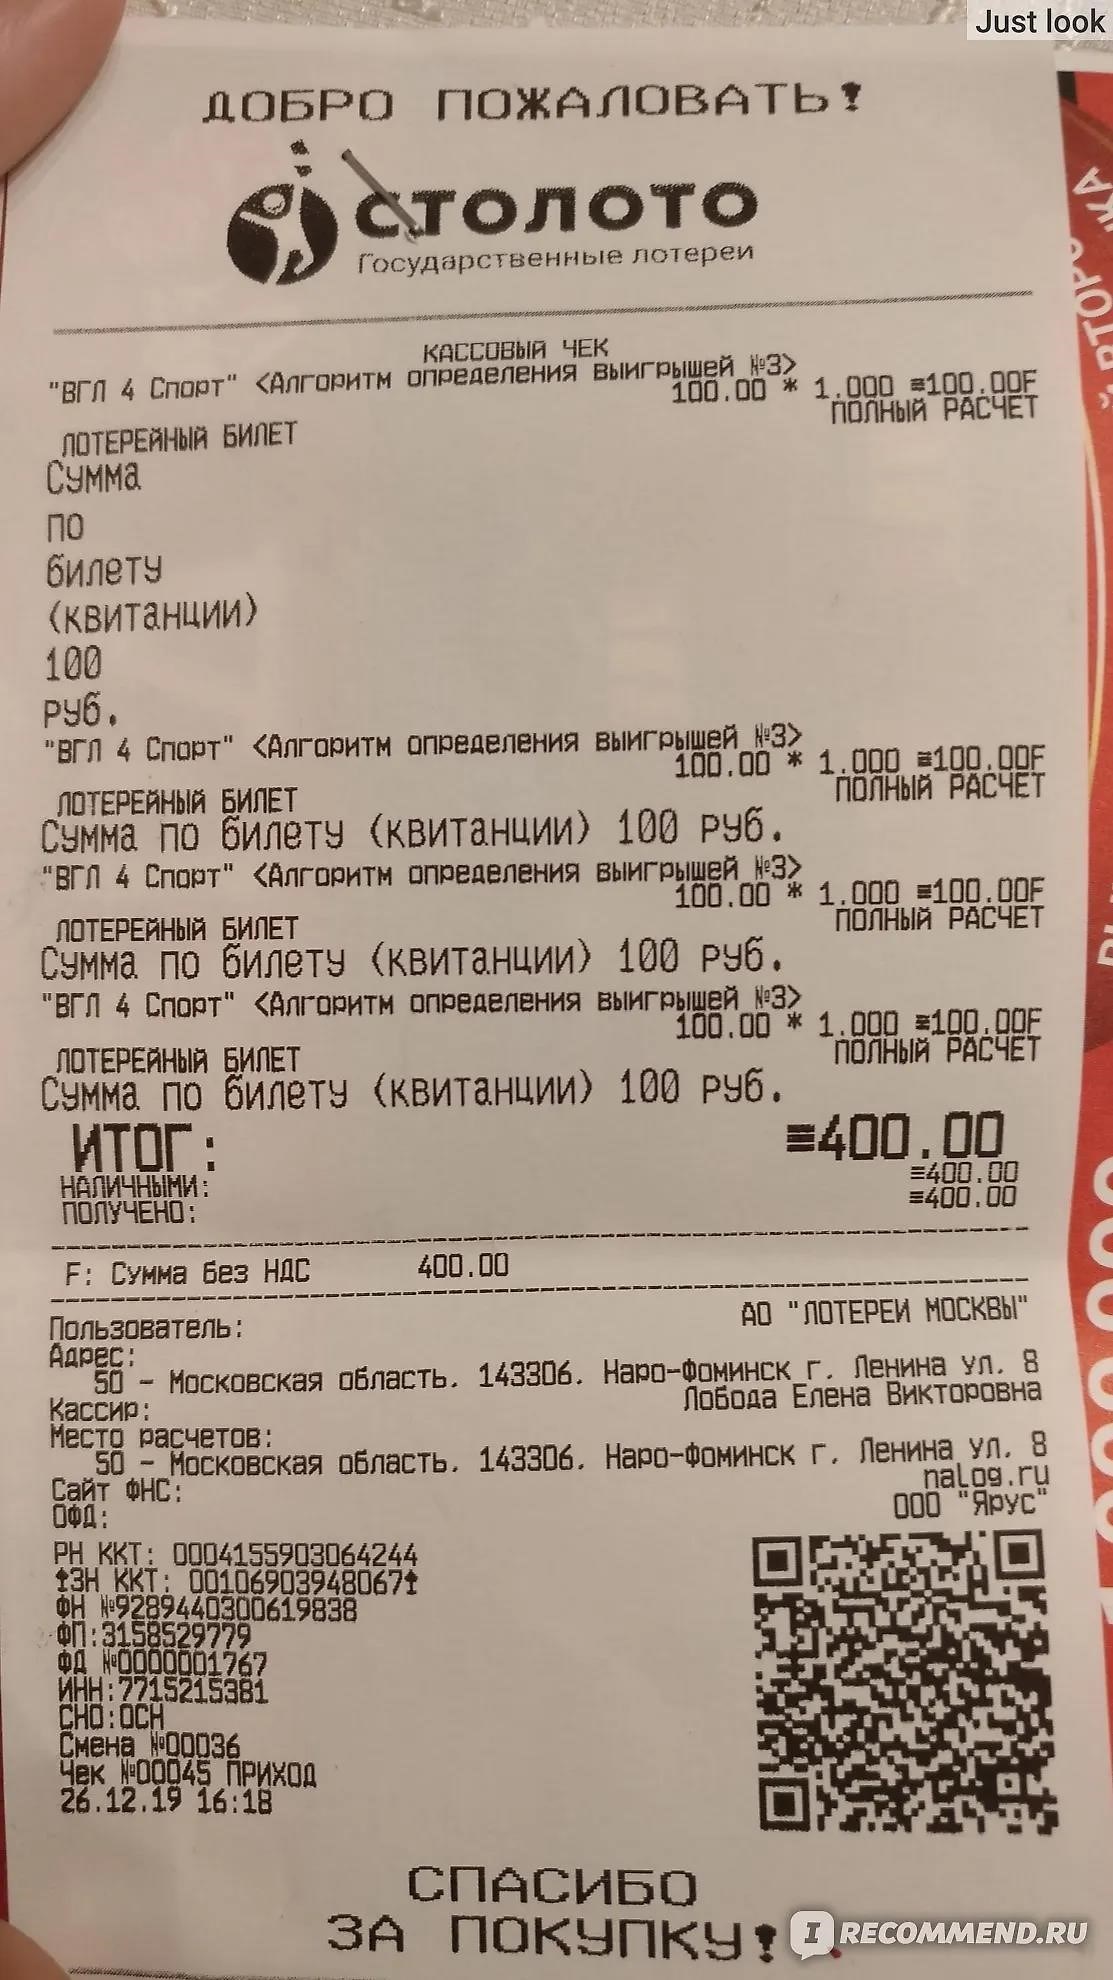 Just look
ДОБРО ПОЖАЛОВАТЬ!
СТОЛОТО
Государственные лотереи
КАССОВЫЙ ЧЕК
"ВГЛ 4 Спорт" <Алгоритм определения выигрышей №3>
100.00 * 1.000 ≡100.00F
ПОЛНЫЙ РАСЧЕТ
ЛОТЕРЕЙНЫЙ БИЛЕТ
Сумма
по
билету
(квитанции)
100
руб.
"ВГЛ 4 Спорт" <Алгоритм определения выигрышей №3>
100.00 * 1.000 ≡100.00F
ПОЛНЫЙ РАСЧЕТ
ЛОТЕРЕЙНЫЙ БИЛЕТ
Сумма по билету (квитанции) 100 руб.
"ВГЛ 4 Спорт" <Алгоритм определения выигрышей №3>
100.00 * 1.000 ≡100.00F
ПОЛНЫЙ РАСЧЕТ
ЛОТЕРЕЙНЫЙ БИЛЕТ
Сумма по билету (квитанции) 100 руб.
"ВГЛ 4 Спорт" <Алгоритм определения выигрышей №3>
100.00 * 1.000 ≡100.00F
ПОЛНЫЙ РАСЧЕТ
ЛОТЕРЕЙНЫЙ БИЛЕТ
Сумма по билету (квитанции) 100 руб.
ИТОГ: ≡400.00
НАЛИЧНЫМИ: ≡400.00
ПОЛУЧЕНО: ≡400.00
F: Сумма без НДС 400.00
Пользователь: АО "ЛОТЕРЕИ МОСКВЫ"
Адрес:
50 - Московская область. 143306. Наро-Фоминск г. Ленина ул. 8
Кассир: Лобода Елена Викторовна
Место расчетов:
50 - Московская область. 143306. Наро-Фоминск г. Ленина ул. 8
Сайт ФНС: nalog.ru
ОФД: ООО "Ярус"
РН ККТ: 0004155903064244
ЗН ККТ: 00106903948067
ФН №9289440300619838
ФП:3158529779
ФД №0000001767
ИНН:7715215381
СНО:ОСН
Смена №00036
Чек №00045 ПРИХОД
26.12.19 16:18
СПАСИБО
ЗА ПОКУПКУ!
IRECOMMEND.RU